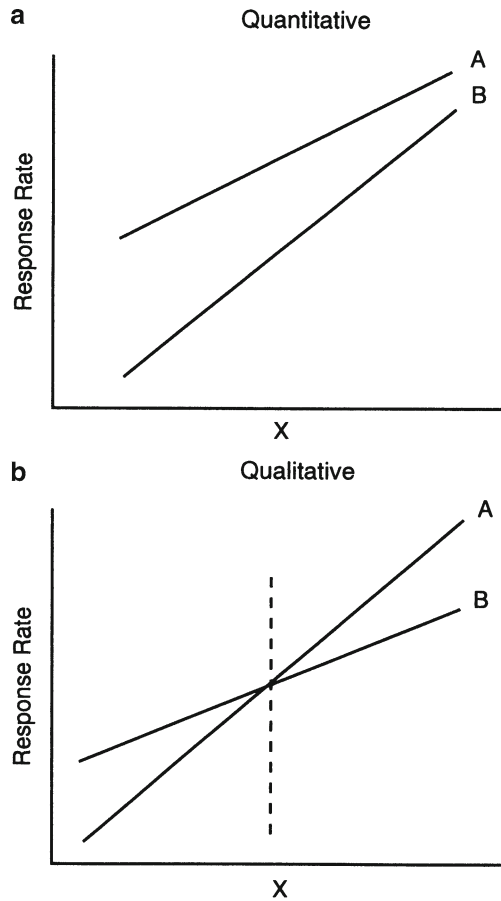 a
Quantitative
A
B
Response Rate
X
b
Qualitative
A
B
Response Rate
X